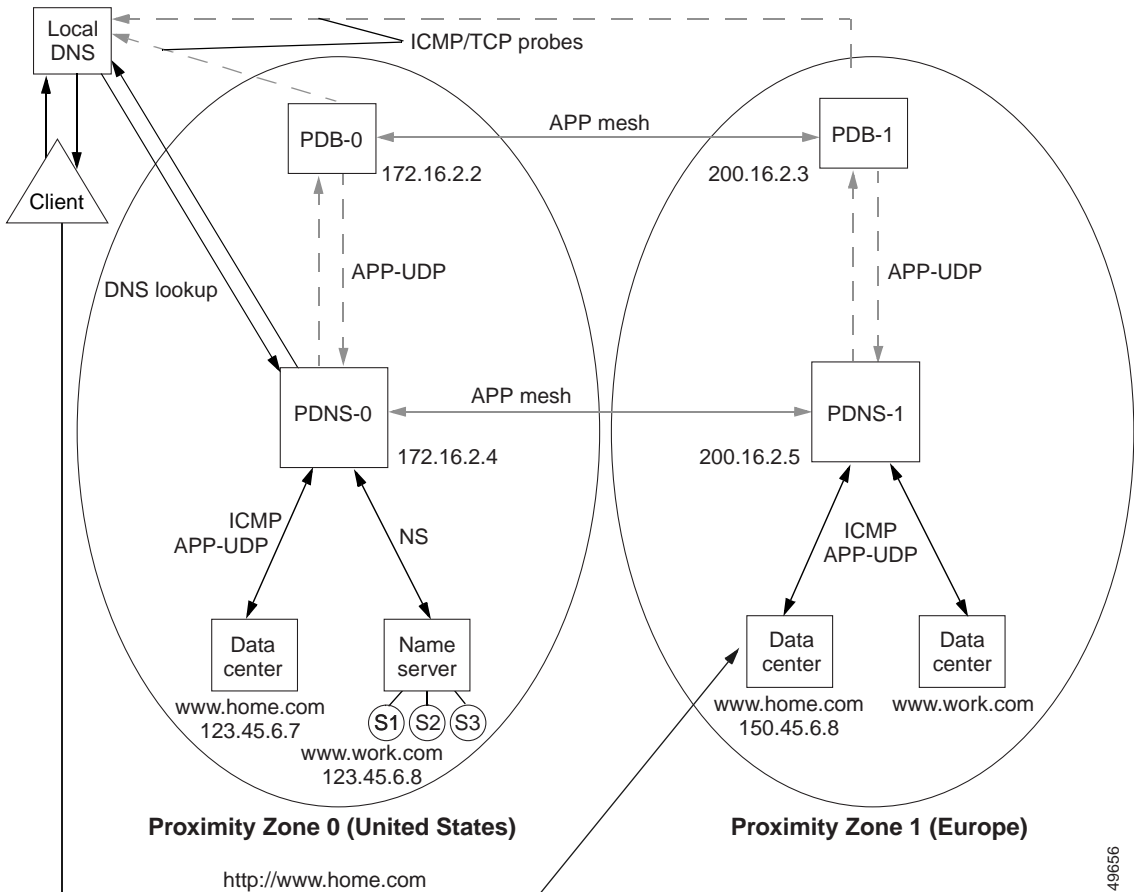 Local
DNS
ICMP/TCP probes
PDB-0
APP mesh
PDB-1
172.16.2.2
200.16.2.3
Client
APP-UDP
APP-UDP
DNS lookup
PDNS-0
APP mesh
PDNS-1
172.16.2.4
200.16.2.5
ICMP
APP-UDP
NS
ICMP
APP-UDP
Data
center
Name
server
Data
center
Data
center
www.home.com
123.45.6.7
S1
S2
S3
www.work.com
123.45.6.8
www.home.com
150.45.6.8
www.work.com
Proximity Zone 0 (United States)
Proximity Zone 1 (Europe)
http://www.home.com
49656